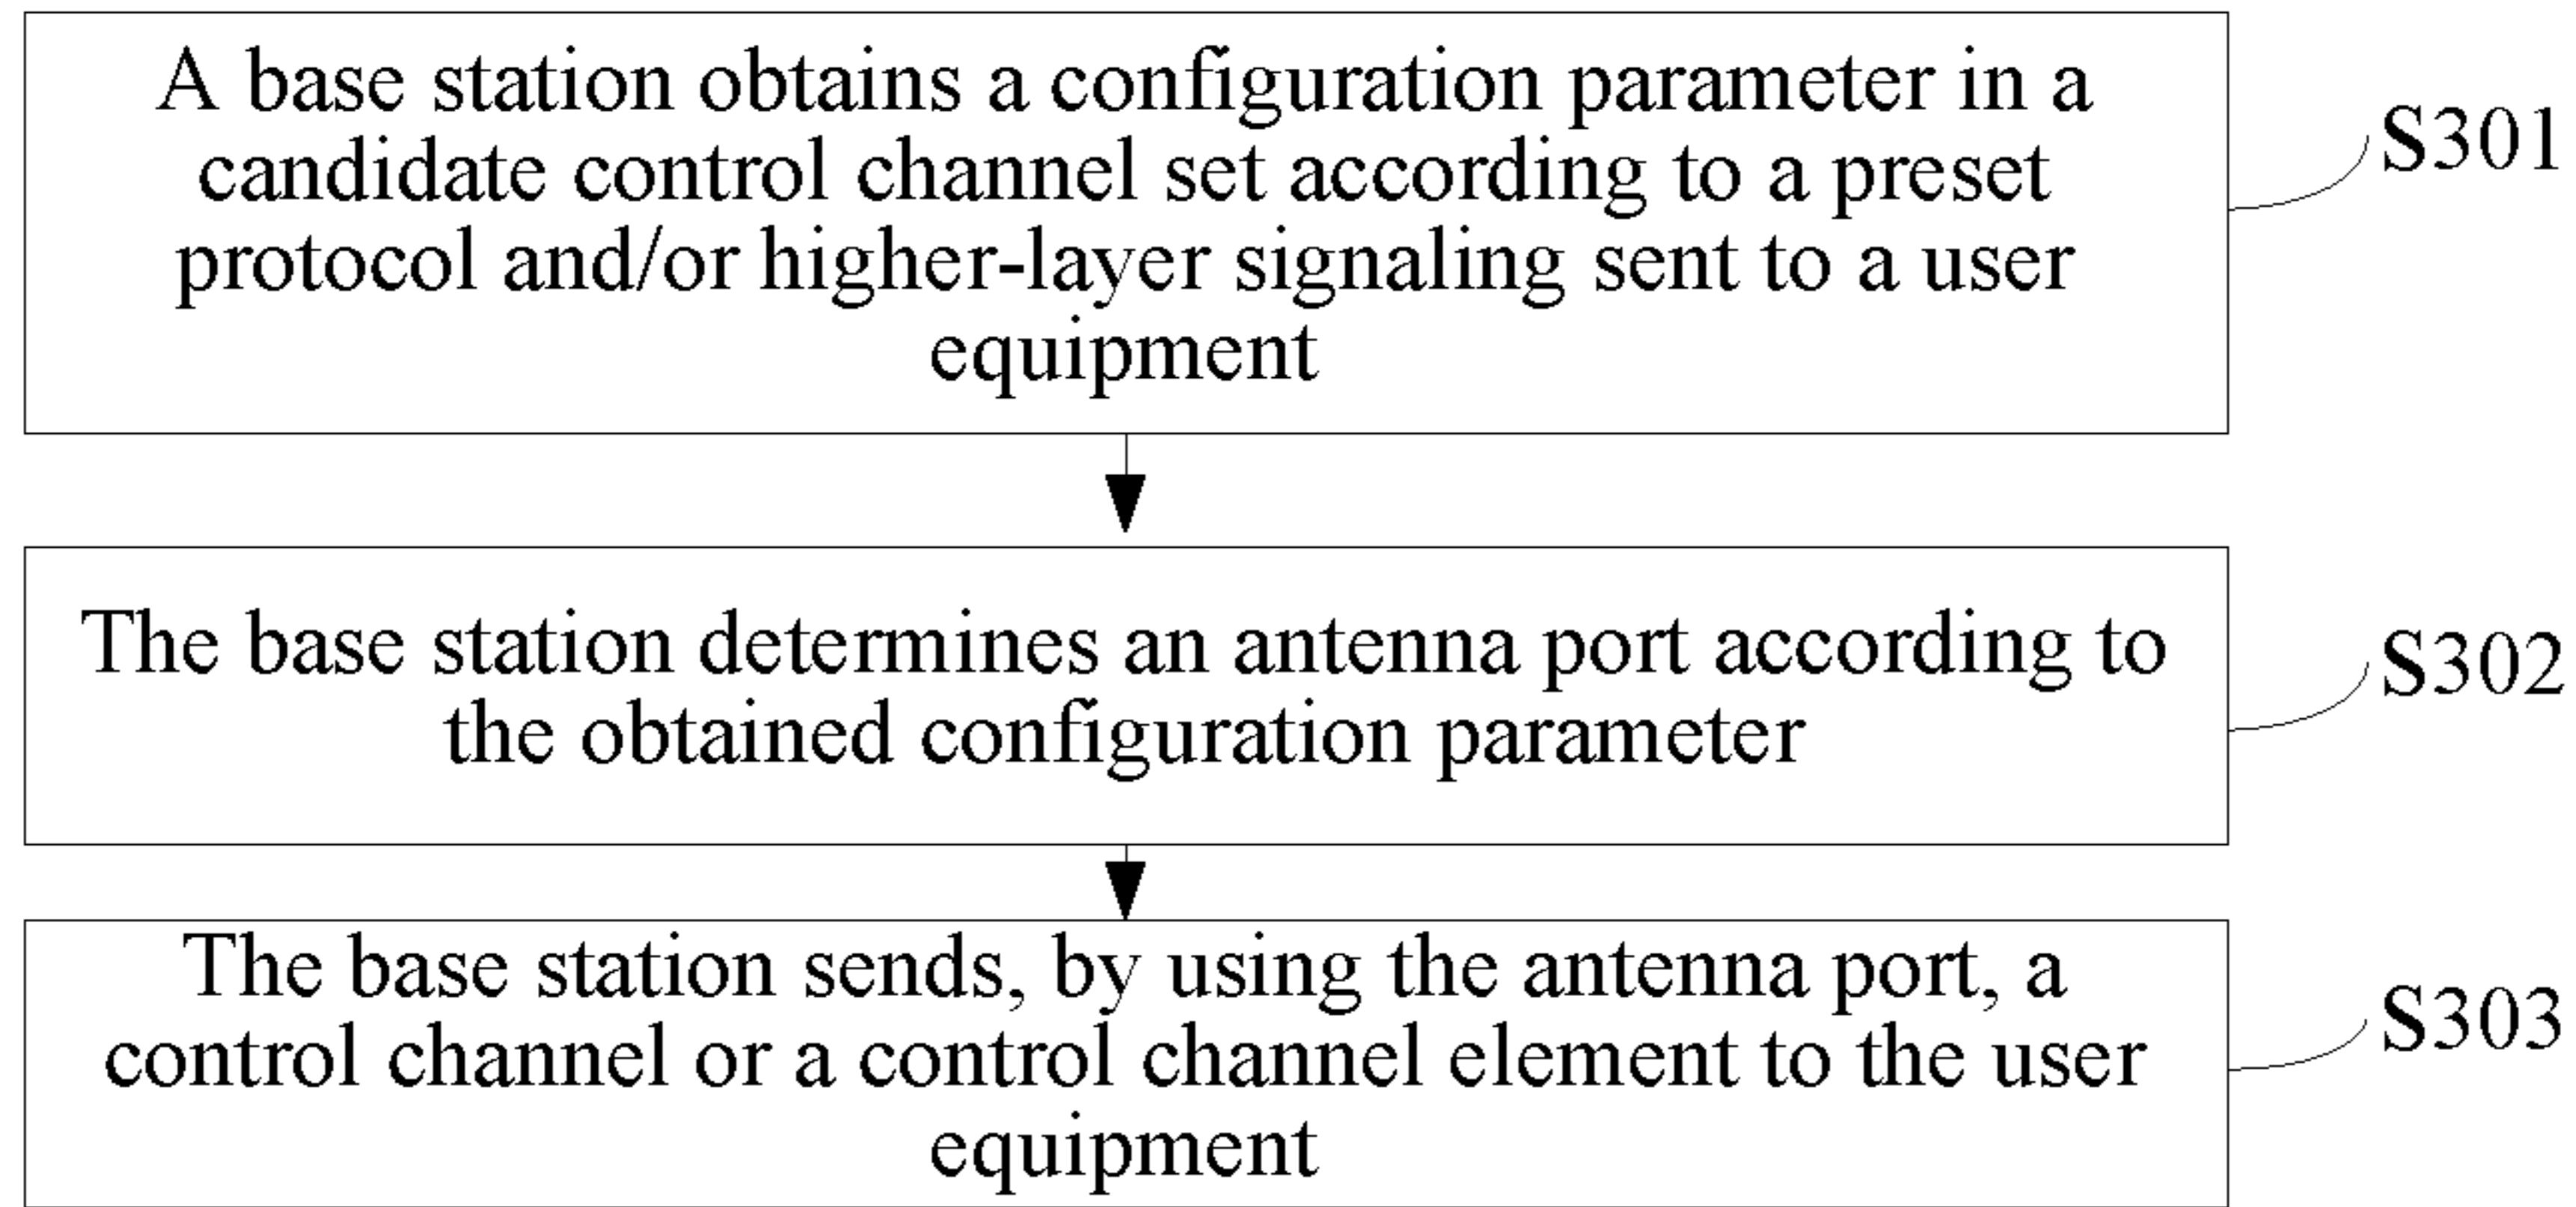 A base station obtains a configuration parameter in a
candidate control channel set according to a preset
protocol and/or higher-layer signaling sent to a user
equipment
S301
The base station determines an antenna port according to
the obtained configuration parameter
S302
The base station sends, by using the antenna port, a
control channel or a control channel element to the user
equipment
S303